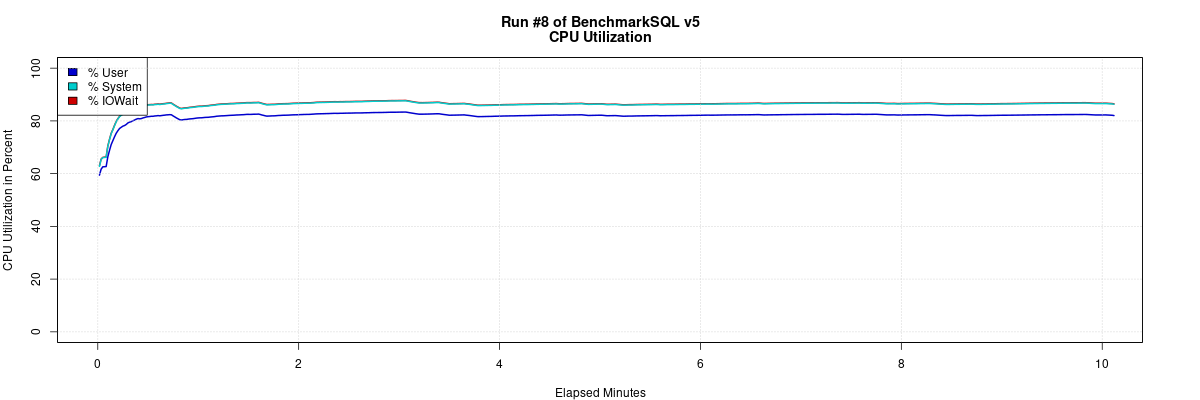 Run #8 of BenchmarkSQL v5
CPU Utilization
% User
% System
% IOWait
CPU Utilization in Percent
100
80
60
40
20
0
0 2 4 6 8 10
Elapsed Minutes